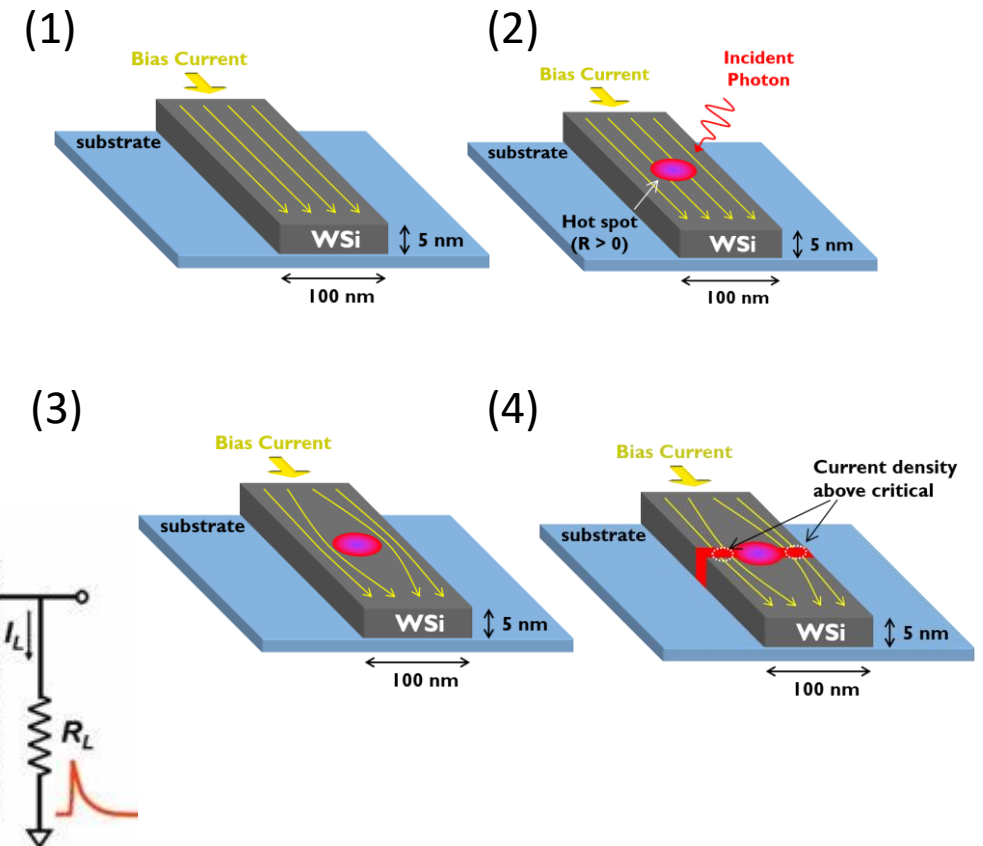 (1)
Bias Current
substrate
WSi
5 nm
100 nm
(2)
Incident
Photon
Bias Current
substrate
Hot spot
(R > 0)
WSi
5 nm
100 nm
(3)
Bias Current
substrate
WSi
5 nm
100 nm
(4)
Bias Current
Current density
above critical
substrate
WSi
5 nm
100 nm
I_L
R_L